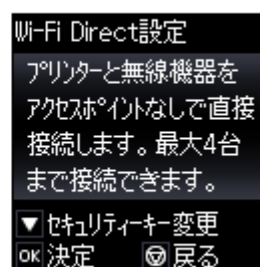 Wi-Fi Direct設定
プリンターと無線機器を
アクセスポイントなしで直接
接続します。最大4台
まで接続できます。
▼セキュリティーキー変更
OK 決定 戻る